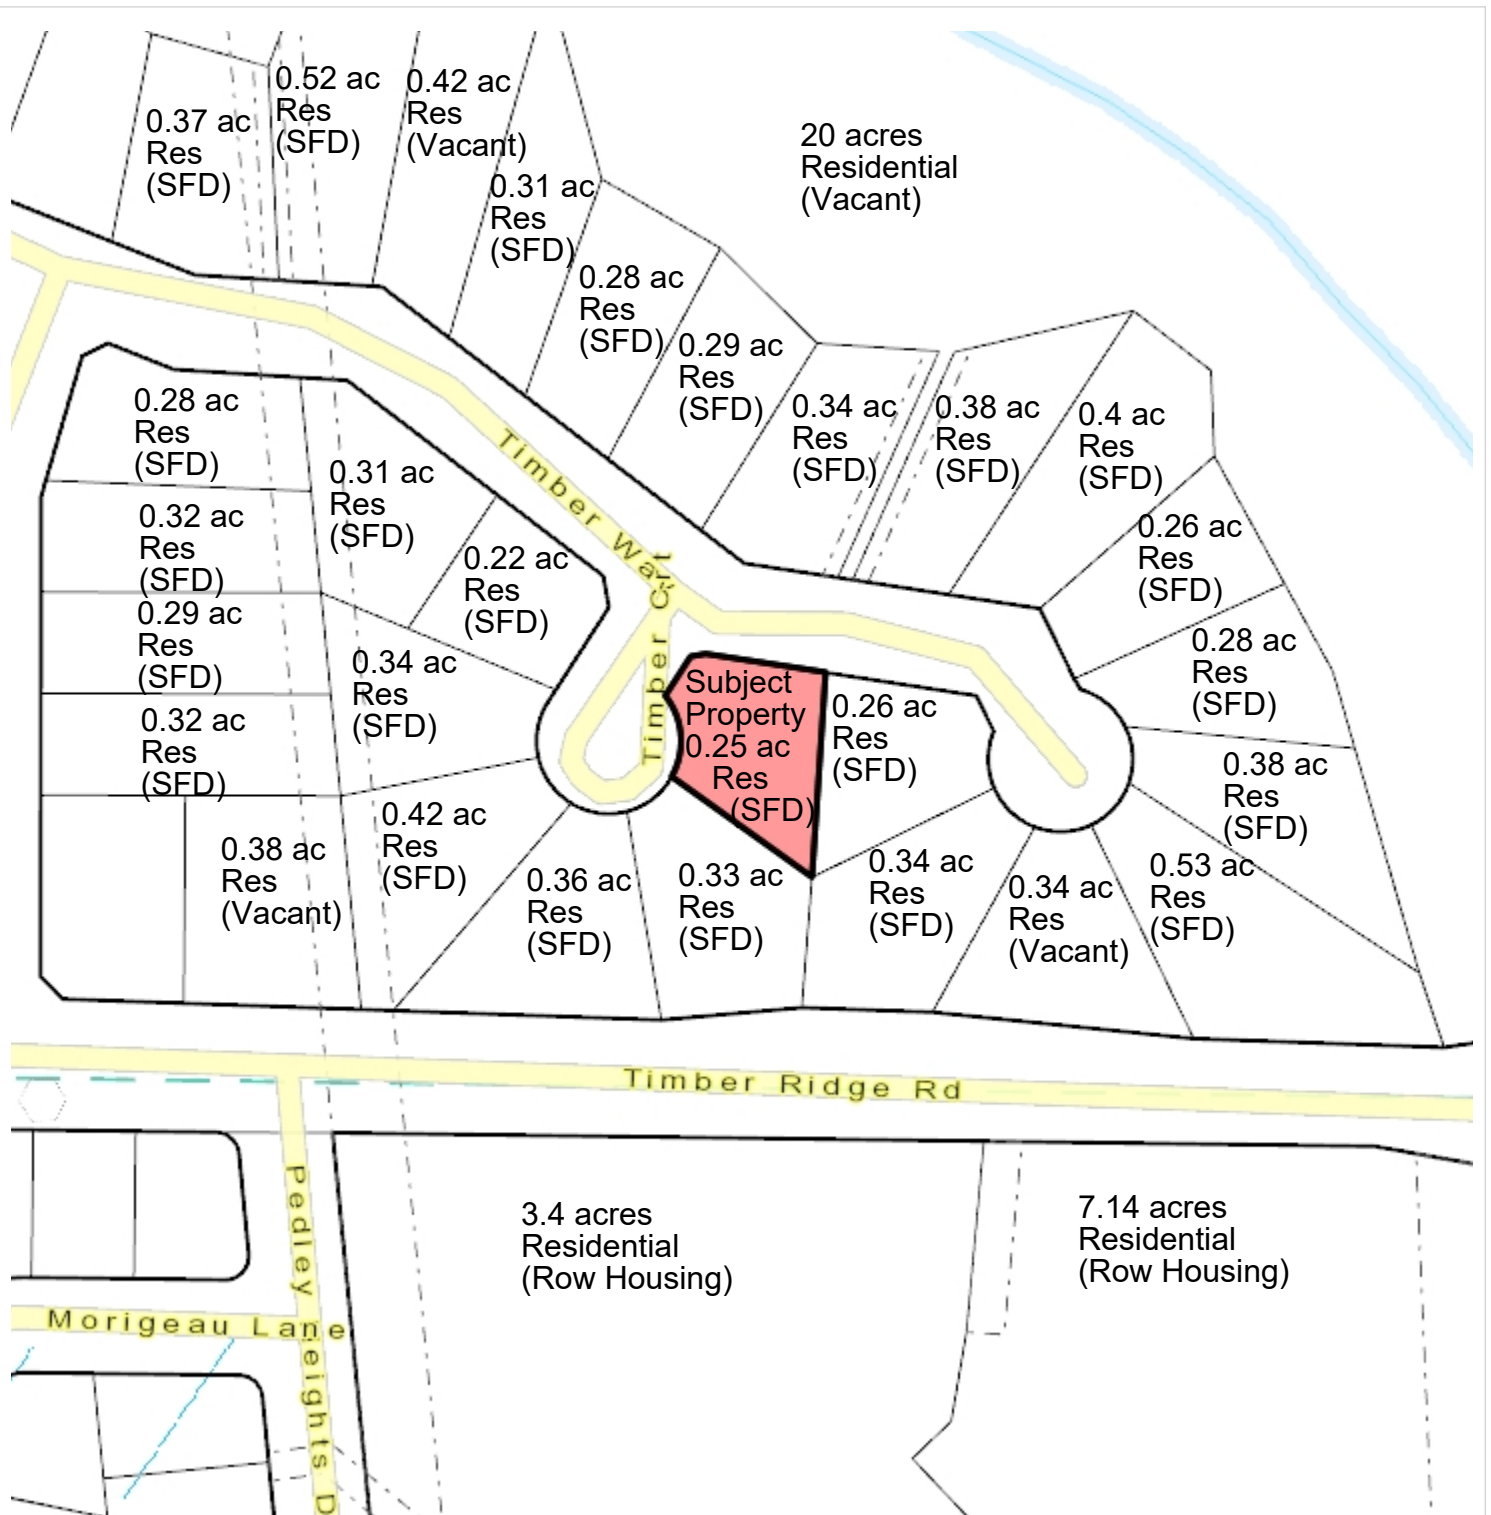 0.37 ac
Res
(SFD)
0.52 ac
Res
(SFD)
0.42 ac
Res
(Vacant)
0.31 ac
Res
(SFD)
20 acres
Residential
(Vacant)
0.28 ac
Res
(SFD)
0.29 ac
Res
(SFD)
0.34 ac
Res
(SFD)
0.38 ac
Res
(SFD)
0.4 ac
Res
(SFD)
0.26 ac
Res
(SFD)
0.28 ac
Res
(SFD)
0.38 ac
Res
(SFD)
0.53 ac
Res
(SFD)
0.34 ac
Res
(Vacant)
0.34 ac
Res
(SFD)
0.26 ac
Res
(SFD)
Subject
Property
0.25 ac
Res
(SFD)
0.33 ac
Res
(SFD)
0.36 ac
Res
(SFD)
0.42 ac
Res
(SFD)
0.34 ac
Res
(SFD)
0.22 ac
Res
(SFD)
0.31 ac
Res
(SFD)
0.28 ac
Res
(SFD)
0.32 ac
Res
(SFD)
0.29 ac
Res
(SFD)
0.32 ac
Res
(SFD)
0.38 ac
Res
(Vacant)
Timber Way
Timber Crt
Timber Ridge Rd
Pedley Heights D
Morigeau Lane
3.4 acres
Residential
(Row Housing)
7.14 acres
Residential
(Row Housing)